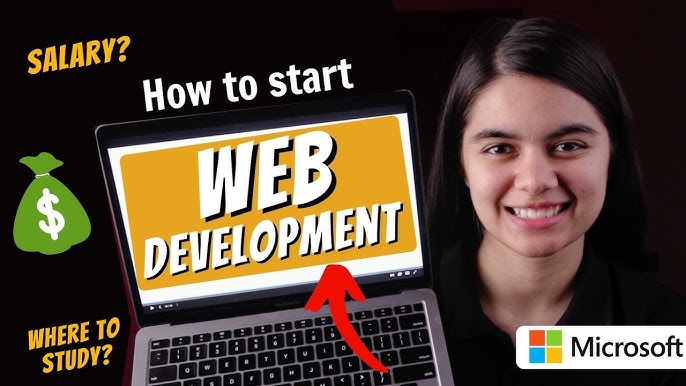 SALARY?
How to start
WEB
DEVELOPMENT
WHERE TO
STUDY?
$
Microsoft